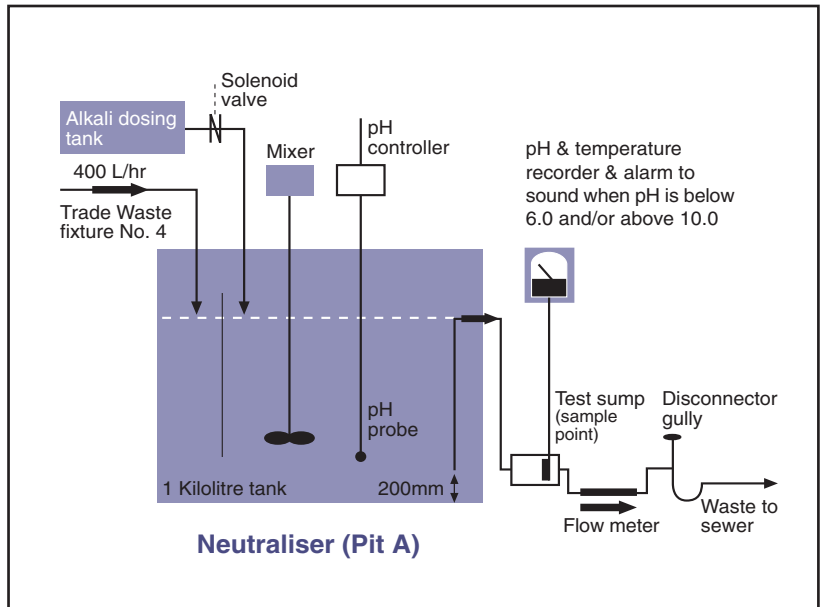 Solenoid
valve
Alkali dosing
tank
400 L/hr
Trade Waste
fixture No. 4
Mixer
pH
controller
pH & temperature
recorder & alarm to
sound when pH is below
6.0 and/or above 10.0
pH
probe
1 Kilolitre tank
200mm
Test sump
(sample
point)
Disconnector
gully
Flow meter
Waste to
sewer
Neutraliser (Pit A)